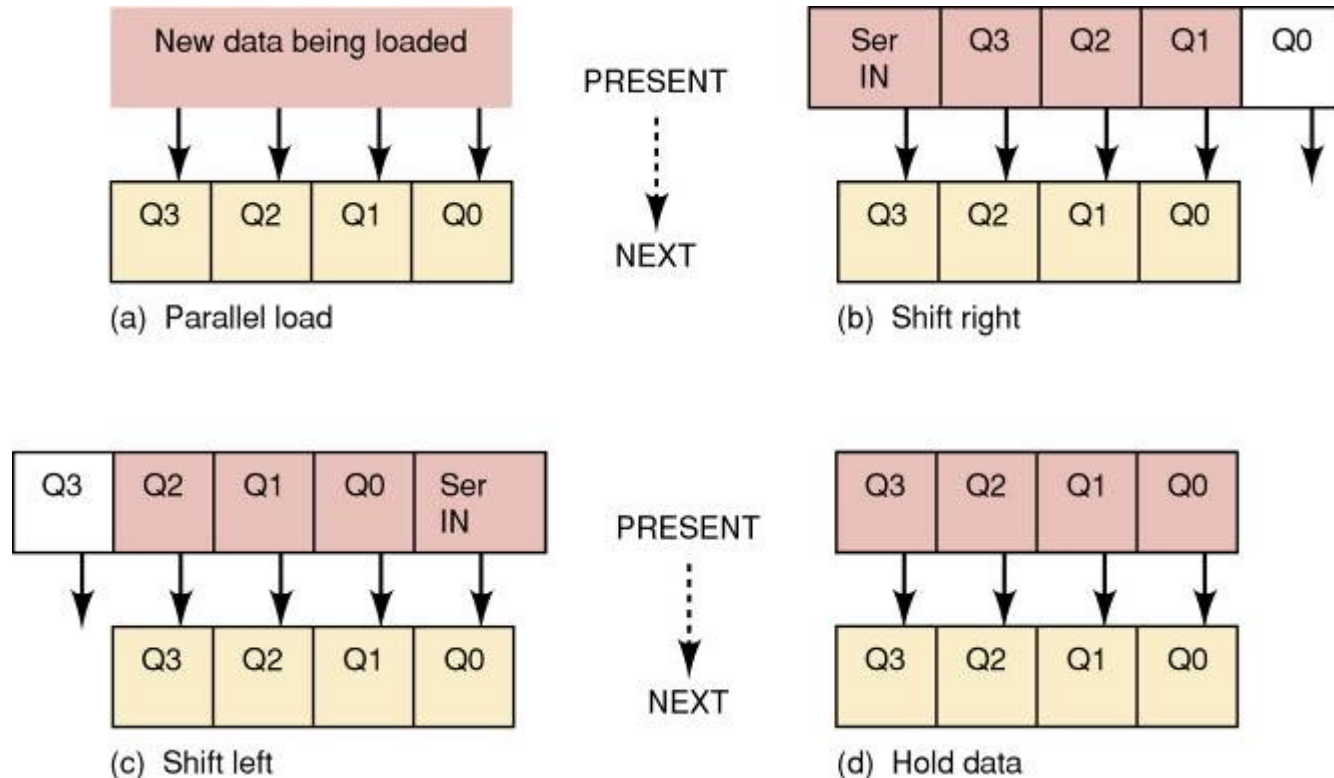 New data being loaded
Q3 Q2 Q1 Q0
(a) Parallel load
PRESENT
NEXT
Ser IN Q3 Q2 Q1 Q0
Q3 Q2 Q1 Q0
(b) Shift right
Q3 Q2 Q1 Q0 Ser IN
Q3 Q2 Q1 Q0
(c) Shift left
PRESENT
NEXT
Q3 Q2 Q1 Q0
Q3 Q2 Q1 Q0
(d) Hold data